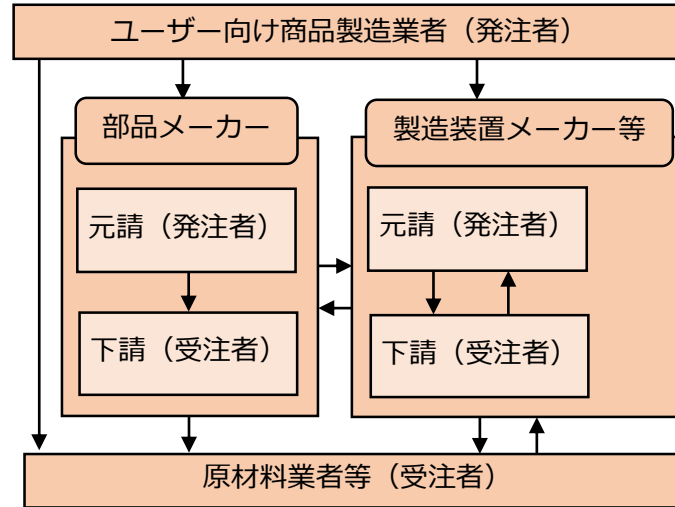 ユーザー向け商品製造業者（発注者）
部品メーカー
製造装置メーカー等
元請（発注者）
元請（発注者）
下請（受注者）
下請（受注者）
原材料業者等（受注者）